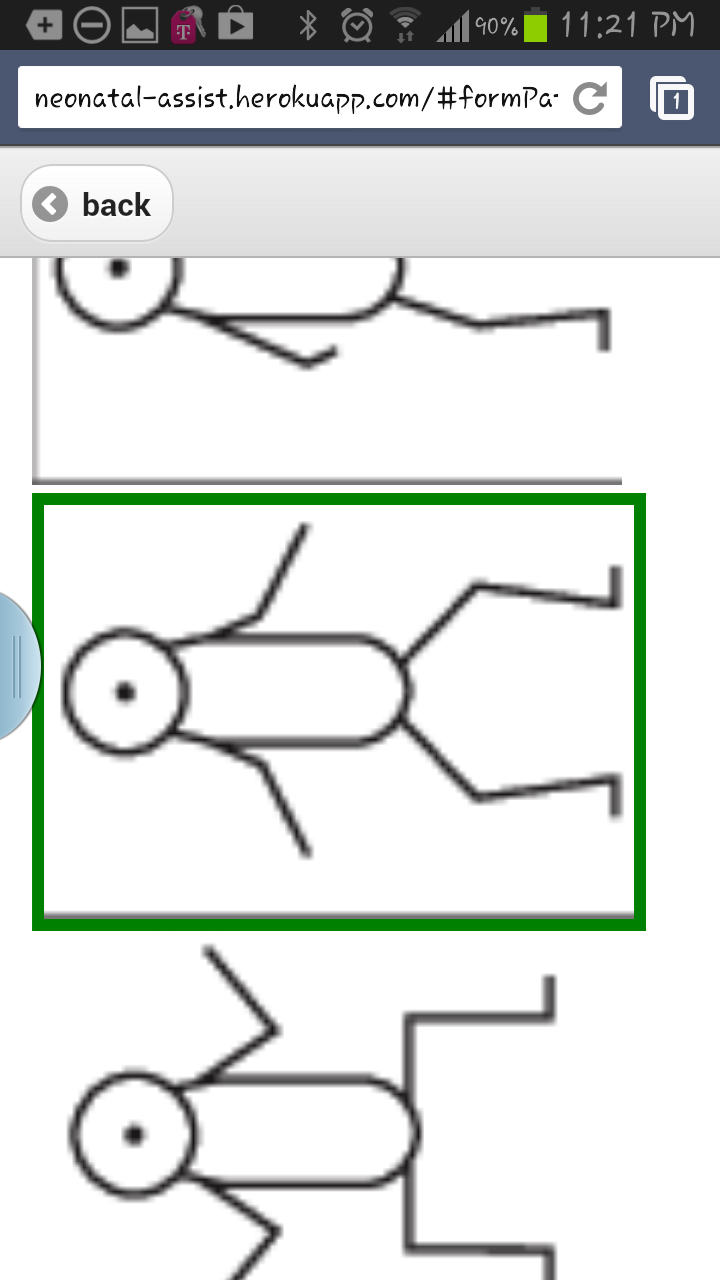 T
90%
11:21 PM
neonatal-assist.herokuapp.com/#formPa
1
back